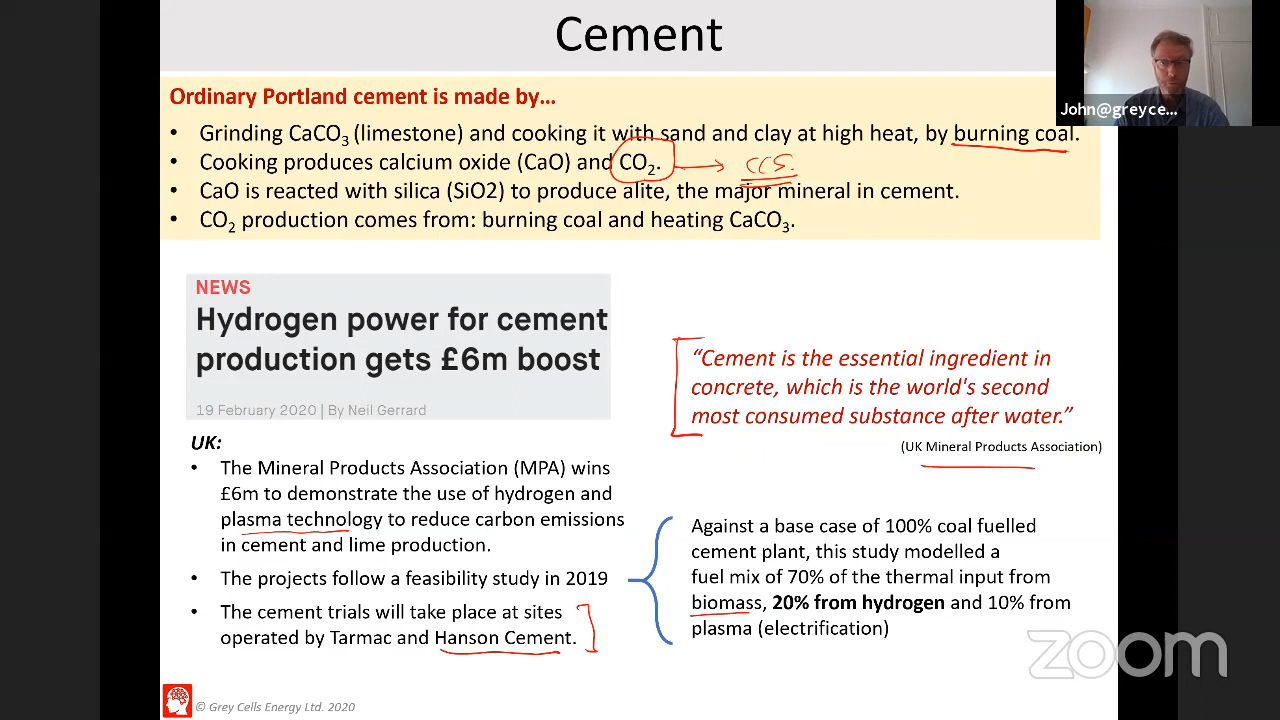 Cement
John@greyce...
Ordinary Portland cement is made by…
• Grinding CaCO₃ (limestone) and cooking it with sand and clay at high heat, by burning coal.
• Cooking produces calcium oxide (CaO) and CO₂. → CCS.
• CaO is reacted with silica (SiO2) to produce alite, the major mineral in cement.
• CO₂ production comes from: burning coal and heating CaCO₃.
NEWS
Hydrogen power for cement
production gets £6m boost
19 February 2020 | By Neil Gerrard
“Cement is the essential ingredient in
concrete, which is the world's second
most consumed substance after water.”
(UK Mineral Products Association)
UK:
• The Mineral Products Association (MPA) wins
£6m to demonstrate the use of hydrogen and
plasma technology to reduce carbon emissions
in cement and lime production.
• The projects follow a feasibility study in 2019
• The cement trials will take place at sites
operated by Tarmac and Hanson Cement.
Against a base case of 100% coal fuelled
cement plant, this study modelled a
fuel mix of 70% of the thermal input from
biomass, 20% from hydrogen and 10% from
plasma (electrification)
zoom
© Grey Cells Energy Ltd. 2020